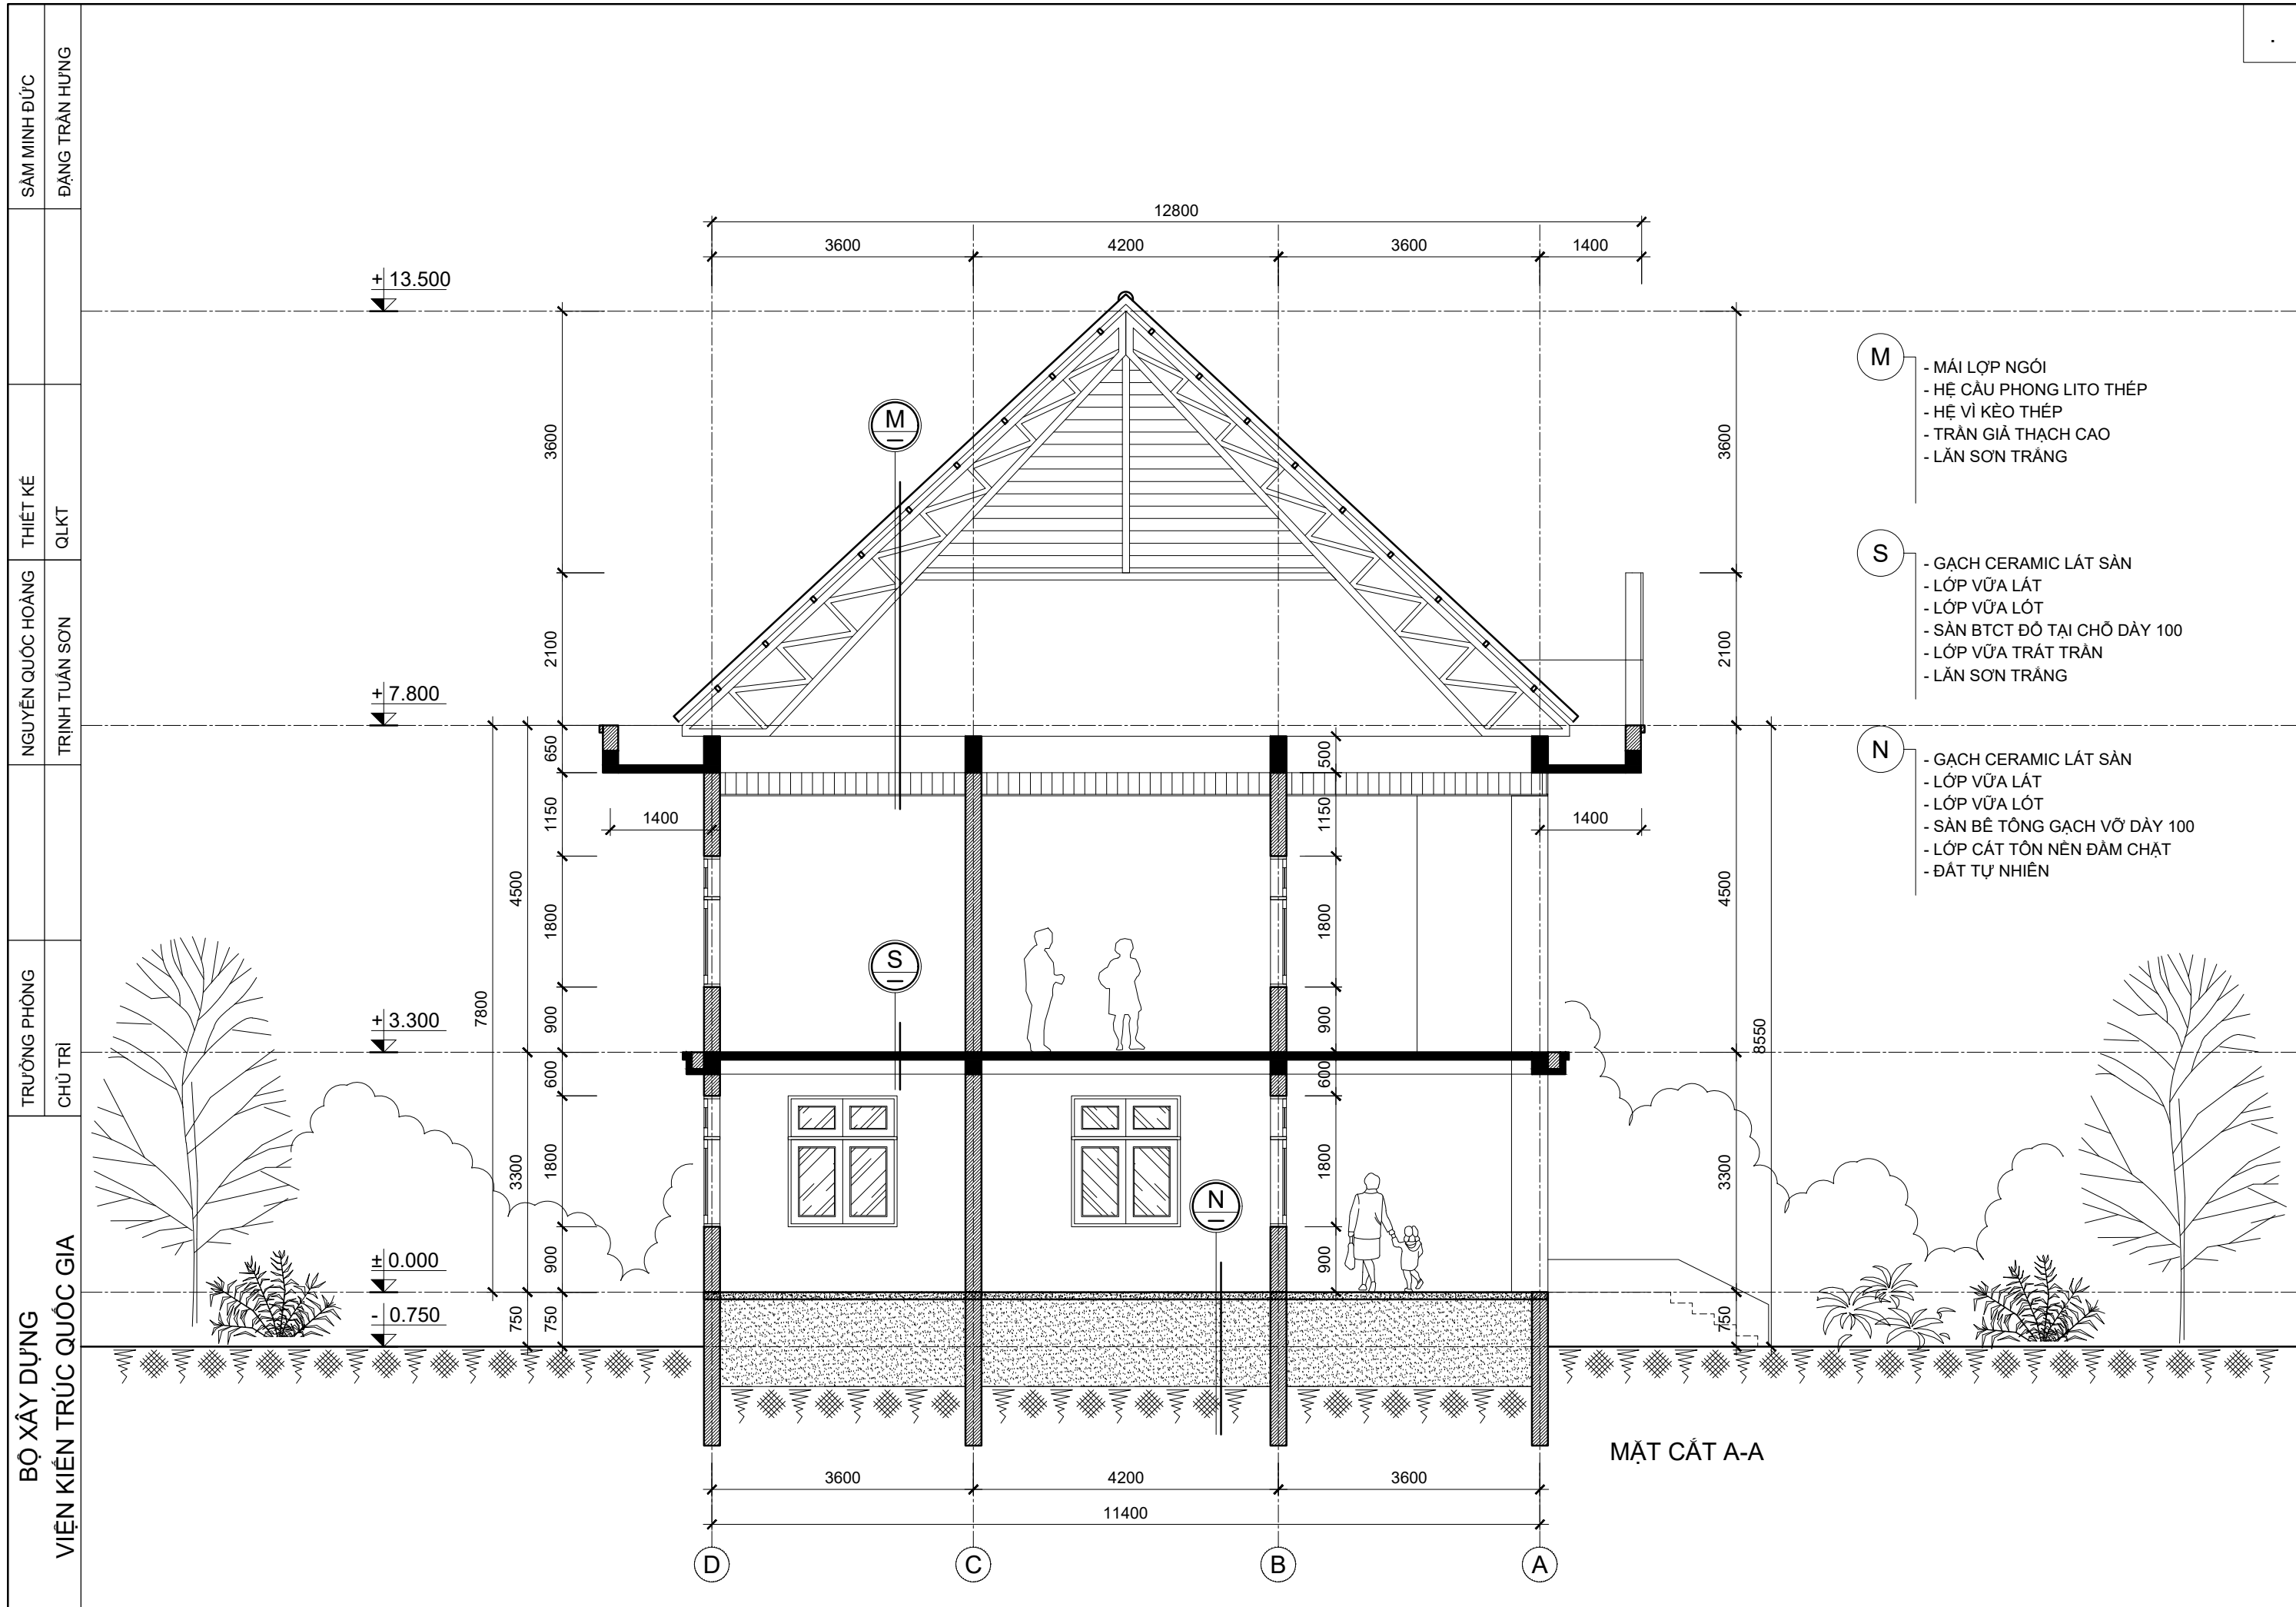 SẦM MINH ĐỨC
ĐẶNG TRẦN HƯNG
THIẾT KẾ
QLKT
NGUYỄN QUỐC HOÀNG
TRỊNH TUẤN SƠN
TRƯỞNG PHÒNG
CHỦ TRÌ
BỘ XÂY DỰNG
VIỆN KIẾN TRÚC QUỐC GIA
12800
3600 4200 3600 1400
+ 13.500
+ 7.800
+ 3.300
± 0.000
- 0.750
3600
2100
650
1150
1800
900
600
1800
900
750
4500
3300
750
7800
1400
M
S
N
500
1150
1800
900
600
1800
900
1400
3600
2100
4500
3300
750
8550
M
- MÁI LỢP NGÓI
- HỆ CẦU PHONG LITO THÉP
- HỆ VÌ KÈO THÉP
- TRẦN GIẢ THẠCH CAO
- LĂN SƠN TRẮNG
S
- GẠCH CERAMIC LÁT SÀN
- LỚP VỮA LÁT
- LỚP VỮA LÓT
- SÀN BTCT ĐỔ TẠI CHỖ DÀY 100
- LỚP VỮA TRÁT TRẦN
- LĂN SƠN TRẮNG
N
- GẠCH CERAMIC LÁT SÀN
- LỚP VỮA LÁT
- LỚP VỮA LÓT
- SÀN BÊ TÔNG GẠCH VỠ DÀY 100
- LỚP CÁT TÔN NỀN ĐẦM CHẶT
- ĐẤT TỰ NHIÊN
MẶT CẮT A-A
3600 4200 3600
11400
D C B A